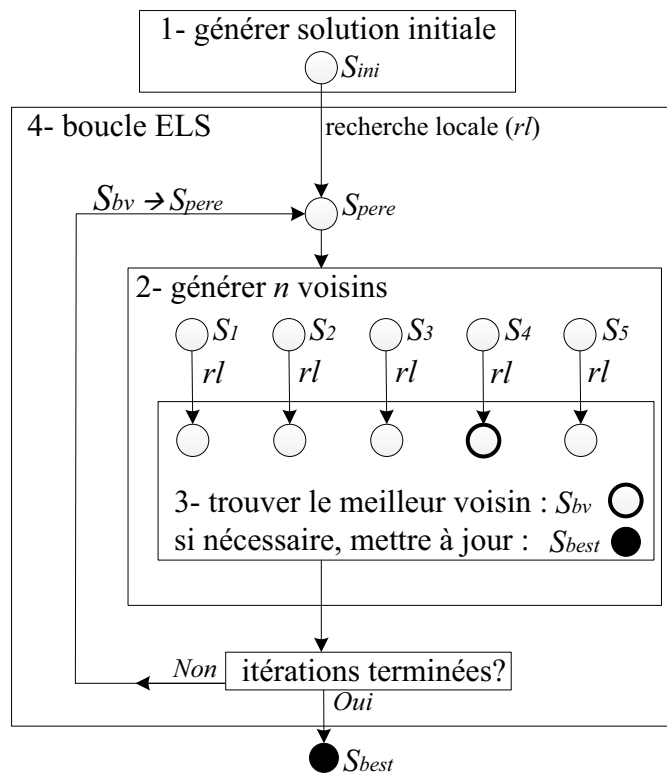 1- générer solution initiale
Sini
4- boucle ELS
recherche locale (rl)
Sbv → Spere
Spere
2- générer n voisins
S1 S2 S3 S4 S5
rl rl rl rl rl
3- trouver le meilleur voisin : Sbv
si nécessaire, mettre à jour : Sbest
Non
itérations terminées?
Oui
Sbest